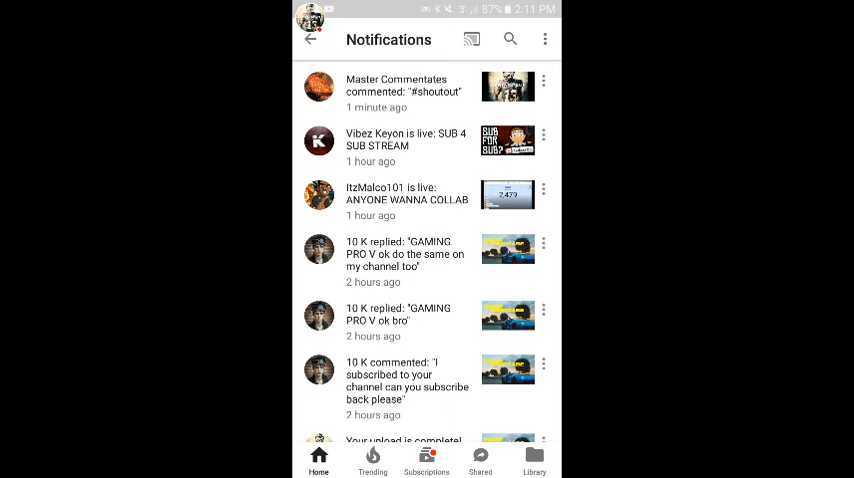 87% 2:11 PM
Notifications
Master Commentates
commented: "#shoutout"
1 minute ago
Vibez Keyon is live: SUB 4
SUB STREAM
1 hour ago
SUB
FOR
SUB?
ItzMalco101 is live:
ANYONE WANNA COLLAB
1 hour ago
2,479
10 K replied: "GAMING
PRO V ok do the same on
my channel too"
2 hours ago
10 K replied: "GAMING
PRO V ok bro"
2 hours ago
10 K commented: "I
subscribed to your
channel can you subscribe
back please"
2 hours ago
Your upload is complete!
Home Trending Subscriptions Shared Library